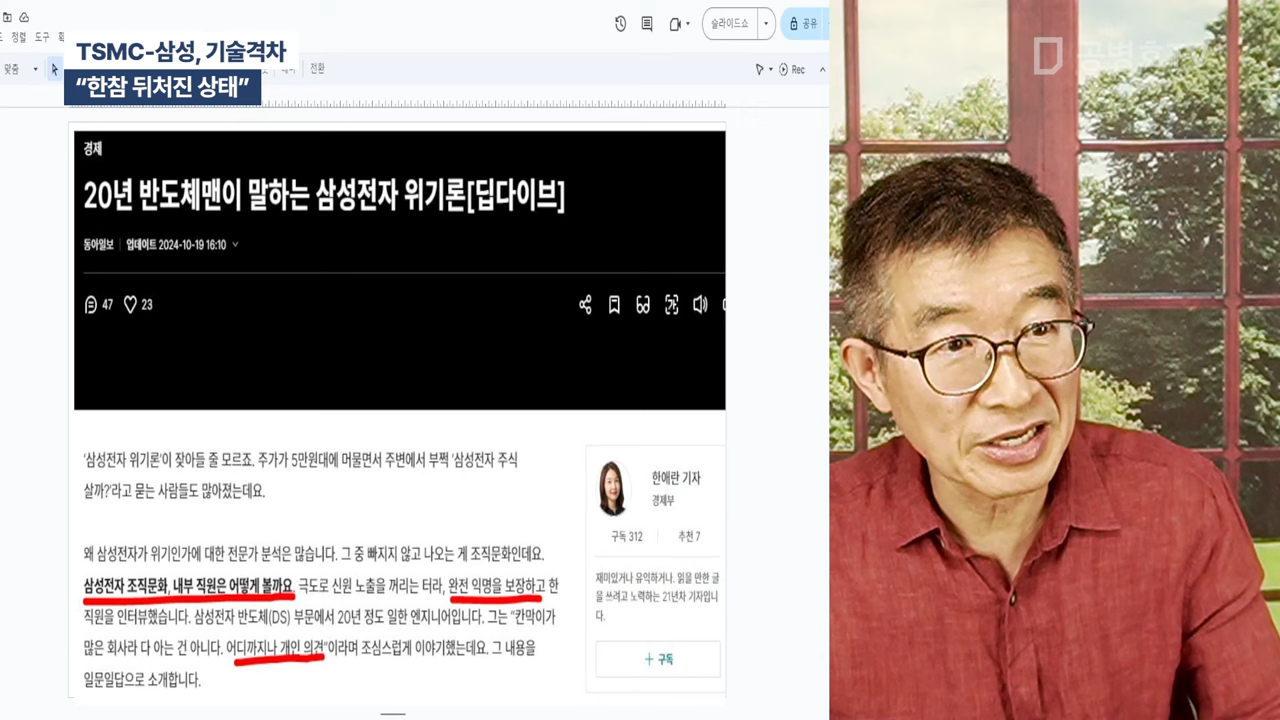 정렬 도구
슬라이드쇼
공유
맞춤
전환
Rec
TSMC-삼성, 기술격차
“한참 뒤처진 상태”
공병호TV
경제
20년 반도체맨이 말하는 삼성전자 위기론[딥다이브]
동아일보 업데이트 2024-10-19 16:10
47 23
‘삼성전자 위기론’이 잦아들 줄 모르죠. 주가가 5만원대에 머물면서 주변에서 부쩍 ‘삼성전자 주식
살까?’라고 묻는 사람들도 많아졌는데요.
왜 삼성전자가 위기인가에 대한 전문가 분석은 많습니다. 그 중 빠지지 않고 나오는 게 조직문화인데요.
삼성전자 조직문화, 내부 직원은 어떻게 볼까요. 극도로 신원 노출을 꺼리는 터라, 완전 익명을 보장하고 한
직원을 인터뷰했습니다. 삼성전자 반도체(DS) 부문에서 20년 정도 일한 엔지니어입니다. 그는 “칸막이가
많은 회사라 다 아는 건 아니다. 어디까지나 개인 의견”이라며 조심스럽게 이야기했는데요. 그 내용을
일문일답으로 소개합니다.
한애란 기자
경제부
구독 312 추천 7
재미있거나 유익하거나. 읽을 만한 글
을 쓰려고 노력하는 21년차 기자입니
다.
+ 구독